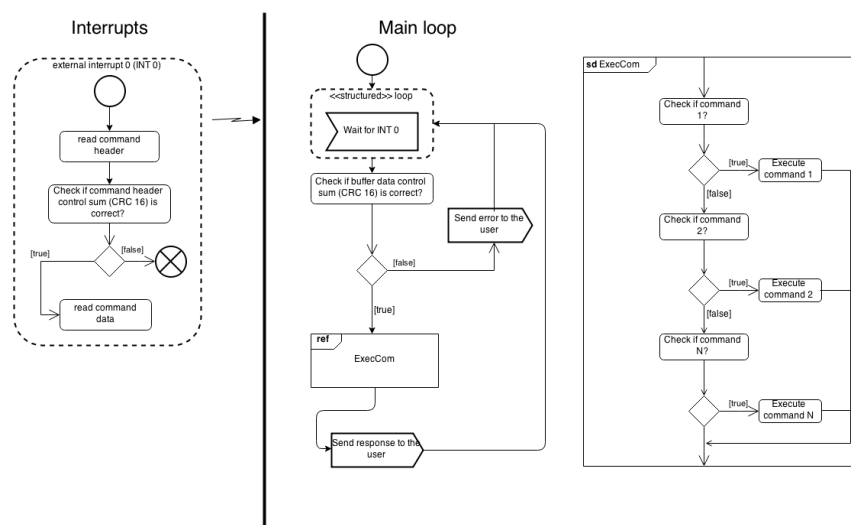 Interrupts
external interrupt 0 (INT 0)
read command
header
Check if command header
control sum (CRC 16) is
correct?
[true]
[false]
read command
data
Main loop
<<structured>> loop
Wait for INT 0
Check if buffer data control
sum (CRC 16) is correct?
Send error to the
user
[false]
[true]
ref
ExecCom
Send response to the
user
sd ExecCom
Check if command
1?
[true]
Execute
command 1
[false]
Check if command
2?
[true]
Execute
command 2
[false]
Check if command
N?
[true]
Execute
command N
[false]